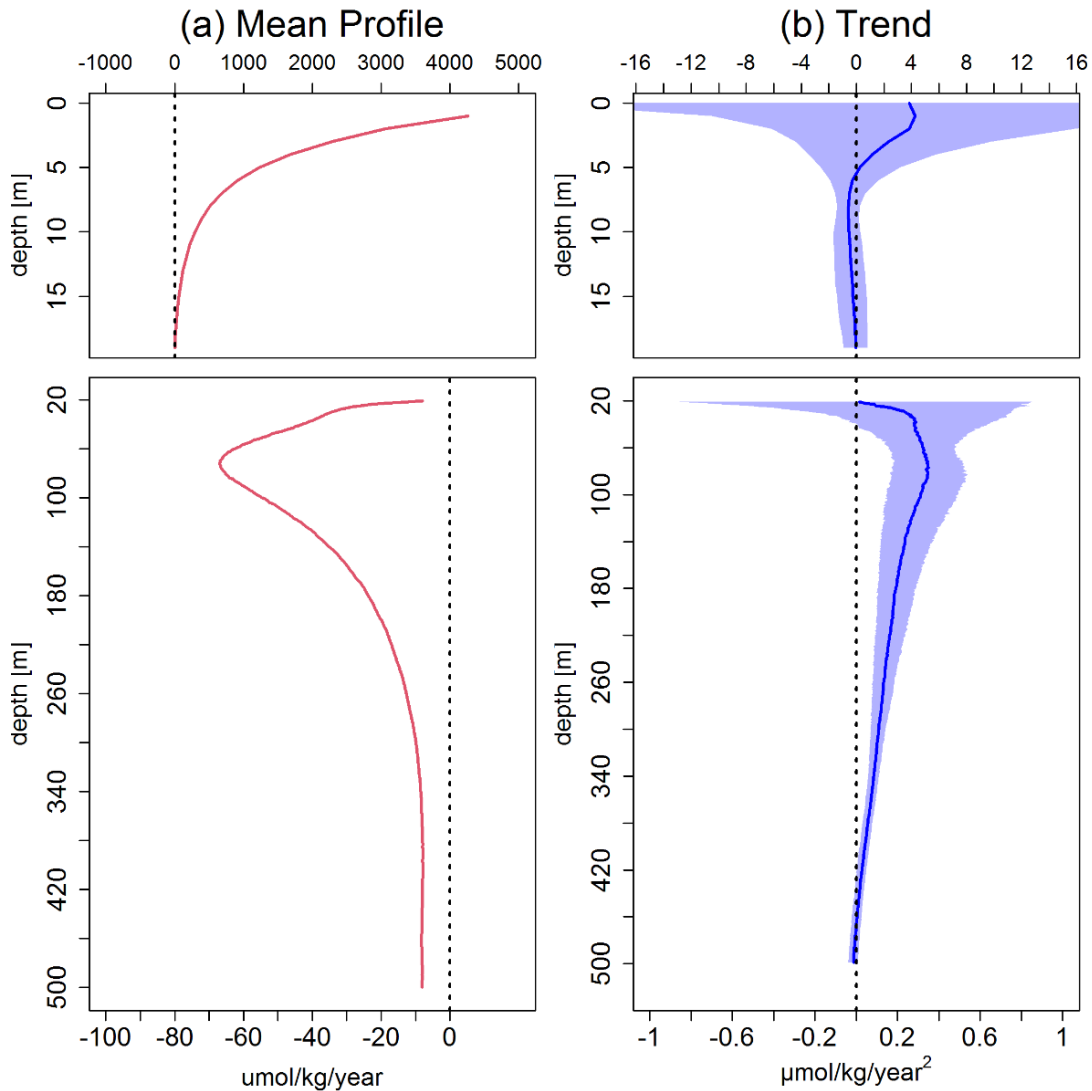 (a) Mean Profile
(b) Trend
-1000 0 1000 2000 3000 4000 5000
-16 -12 -8 -4 0 4 8 12 16
depth [m]
0
5
10
15
depth [m]
0
5
10
15
depth [m]
20
100
180
260
340
420
500
depth [m]
20
100
180
260
340
420
500
-100 -80 -60 -40 -20 0
-1 -0.6 -0.2 0.2 0.6 1
umol/kg/year
µmol/kg/year²